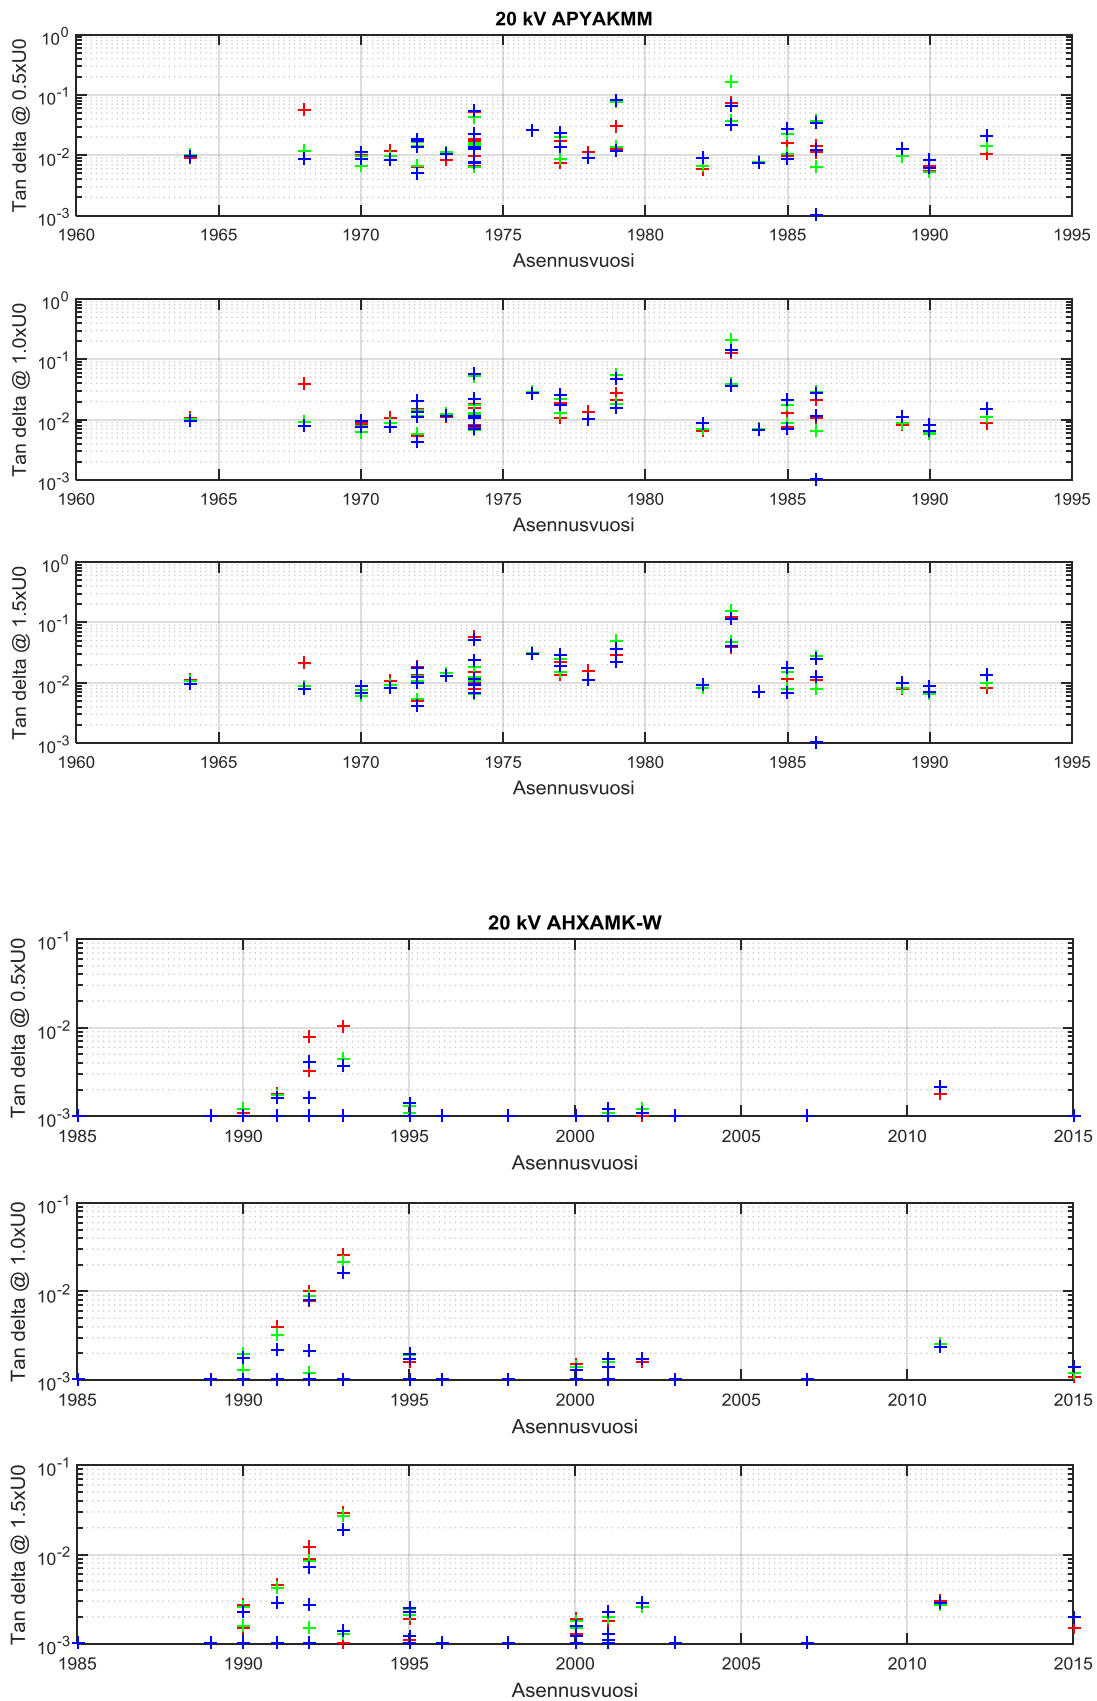 20 kV APYAKMM
Tan delta @ 0.5xU0
10^0
10^-1
10^-2
10^-3
1960 1965 1970 1975 1980 1985 1990 1995
Asennusvuosi
Tan delta @ 1.0xU0
10^0
10^-1
10^-2
10^-3
1960 1965 1970 1975 1980 1985 1990 1995
Asennusvuosi
Tan delta @ 1.5xU0
10^0
10^-1
10^-2
10^-3
1960 1965 1970 1975 1980 1985 1990 1995
Asennusvuosi
20 kV AHXAMK-W
Tan delta @ 0.5xU0
10^-1
10^-2
10^-3
1985 1990 1995 2000 2005 2010 2015
Asennusvuosi
Tan delta @ 1.0xU0
10^-1
10^-2
10^-3
1985 1990 1995 2000 2005 2010 2015
Asennusvuosi
Tan delta @ 1.5xU0
10^-1
10^-2
10^-3
1985 1990 1995 2000 2005 2010 2015
Asennusvuosi